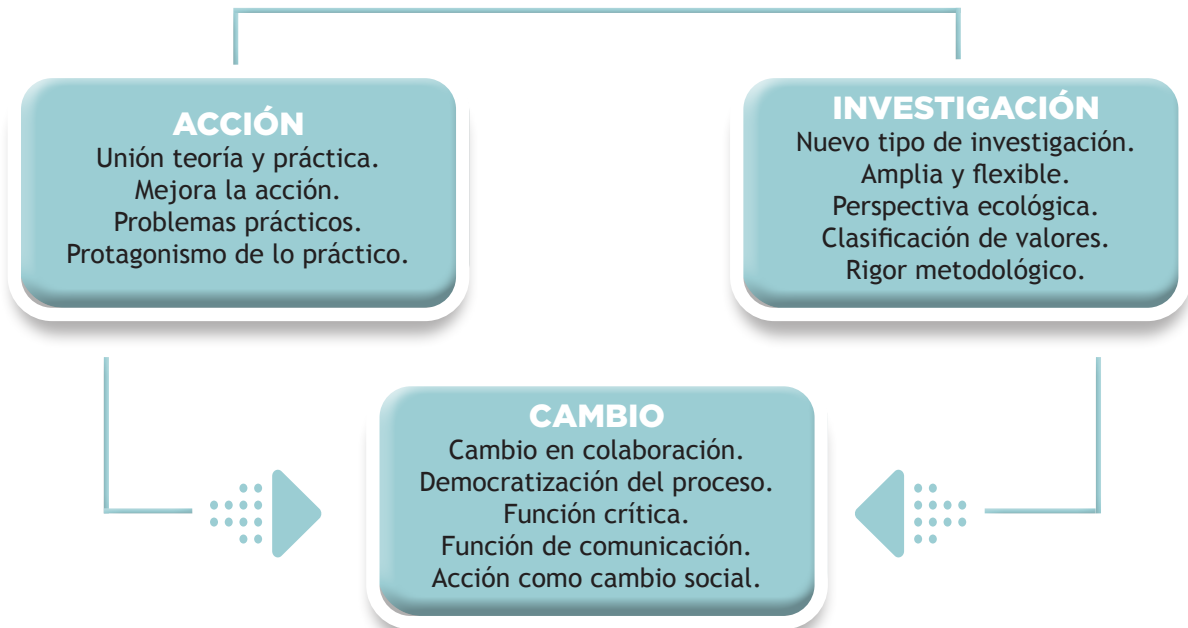 ACCIÓN
Unión teoría y práctica.
Mejora la acción.
Problemas prácticos.
Protagonismo de lo práctico.
INVESTIGACIÓN
Nuevo tipo de investigación.
Amplia y flexible.
Perspectiva ecológica.
Clasificación de valores.
Rigor metodológico.
CAMBIO
Cambio en colaboración.
Democratización del proceso.
Función crítica.
Función de comunicación.
Acción como cambio social.